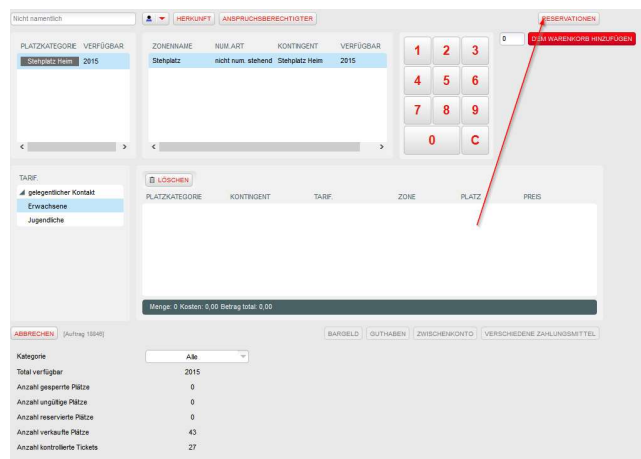 Nicht namentlich
HERKUNFT
ANSPRUCHSBERECHTIGTER
RESERVATIONEN
PLATZKATEGORIE VERFÜGBAR
Stehplatz Heim 2015
ZONENNAME NUM.ART KONTINGENT VERFÜGBAR
Stehplatz nicht num. stehend Stehplatz Heim 2015
1 2 3
4 5 6
7 8 9
0 C
0
DEM WARENKORB HINZUFÜGEN
TARIF.
gelegentlicher Kontakt
Erwachsene
Jugendliche
LÖSCHEN
PLATZKATEGORIE KONTINGENT TARIF. ZONE PLATZ PREIS
Menge: 0 Kosten: 0,00 Betrag total: 0,00
ABBRECHEN [Auftrag 18849]
BARGELD GUTHABEN ZWISCHENKONTO VERSCHIEDENE ZAHLUNGSMITTEL
Kategorie Alle
Total verfügbar 2015
Anzahl gesperrte Plätze 0
Anzahl ungültige Plätze 0
Anzahl reservierte Plätze 0
Anzahl verkaufte Plätze 43
Anzahl kontrollierte Tickets 27